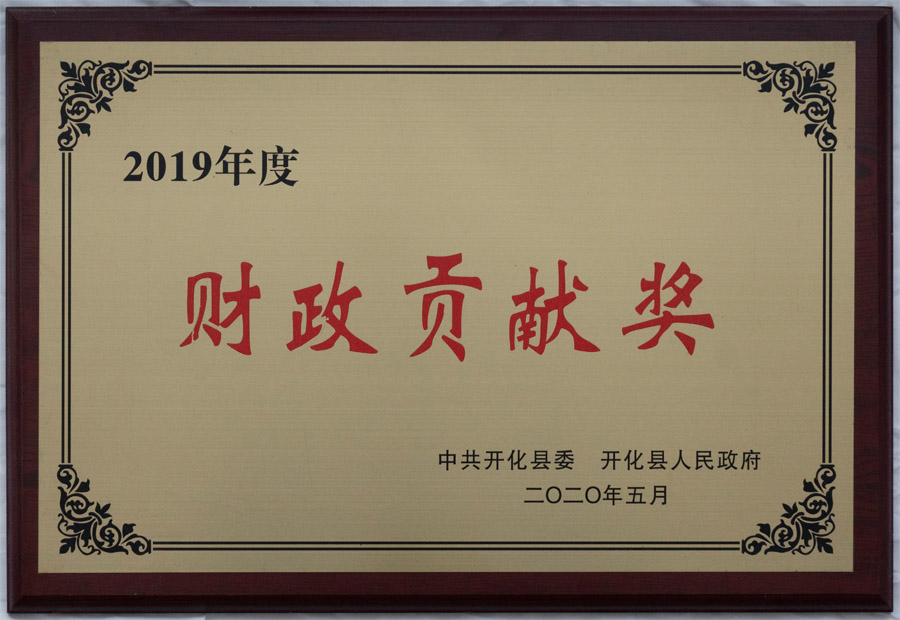 2019年度
财政贡献奖
中共开化县委 开化县人民政府
二〇二〇年五月